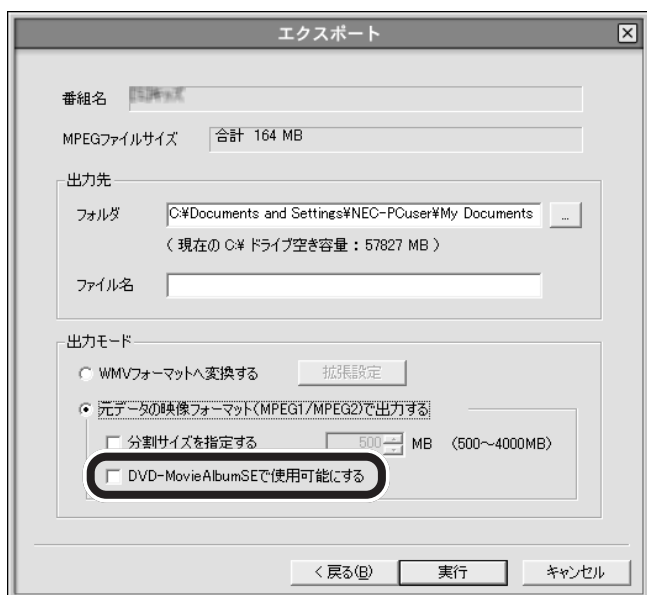 エクスポート
番組名
MPEGファイルサイズ 合計 164 MB
出力先
フォルダ C:¥Documents and Settings¥NEC-PCuser¥My Documents ...
( 現在の C:¥ ドライブ空き容量 : 57827 MB )
ファイル名
出力モード
WMVフォーマットへ変換する 拡張設定
元データの映像フォーマット(MPEG1/MPEG2)で出力する
分割サイズを指定する 500 MB (500～4000MB)
DVD-MovieAlbumSEで使用可能にする
< 戻る(B) 実行 キャンセル